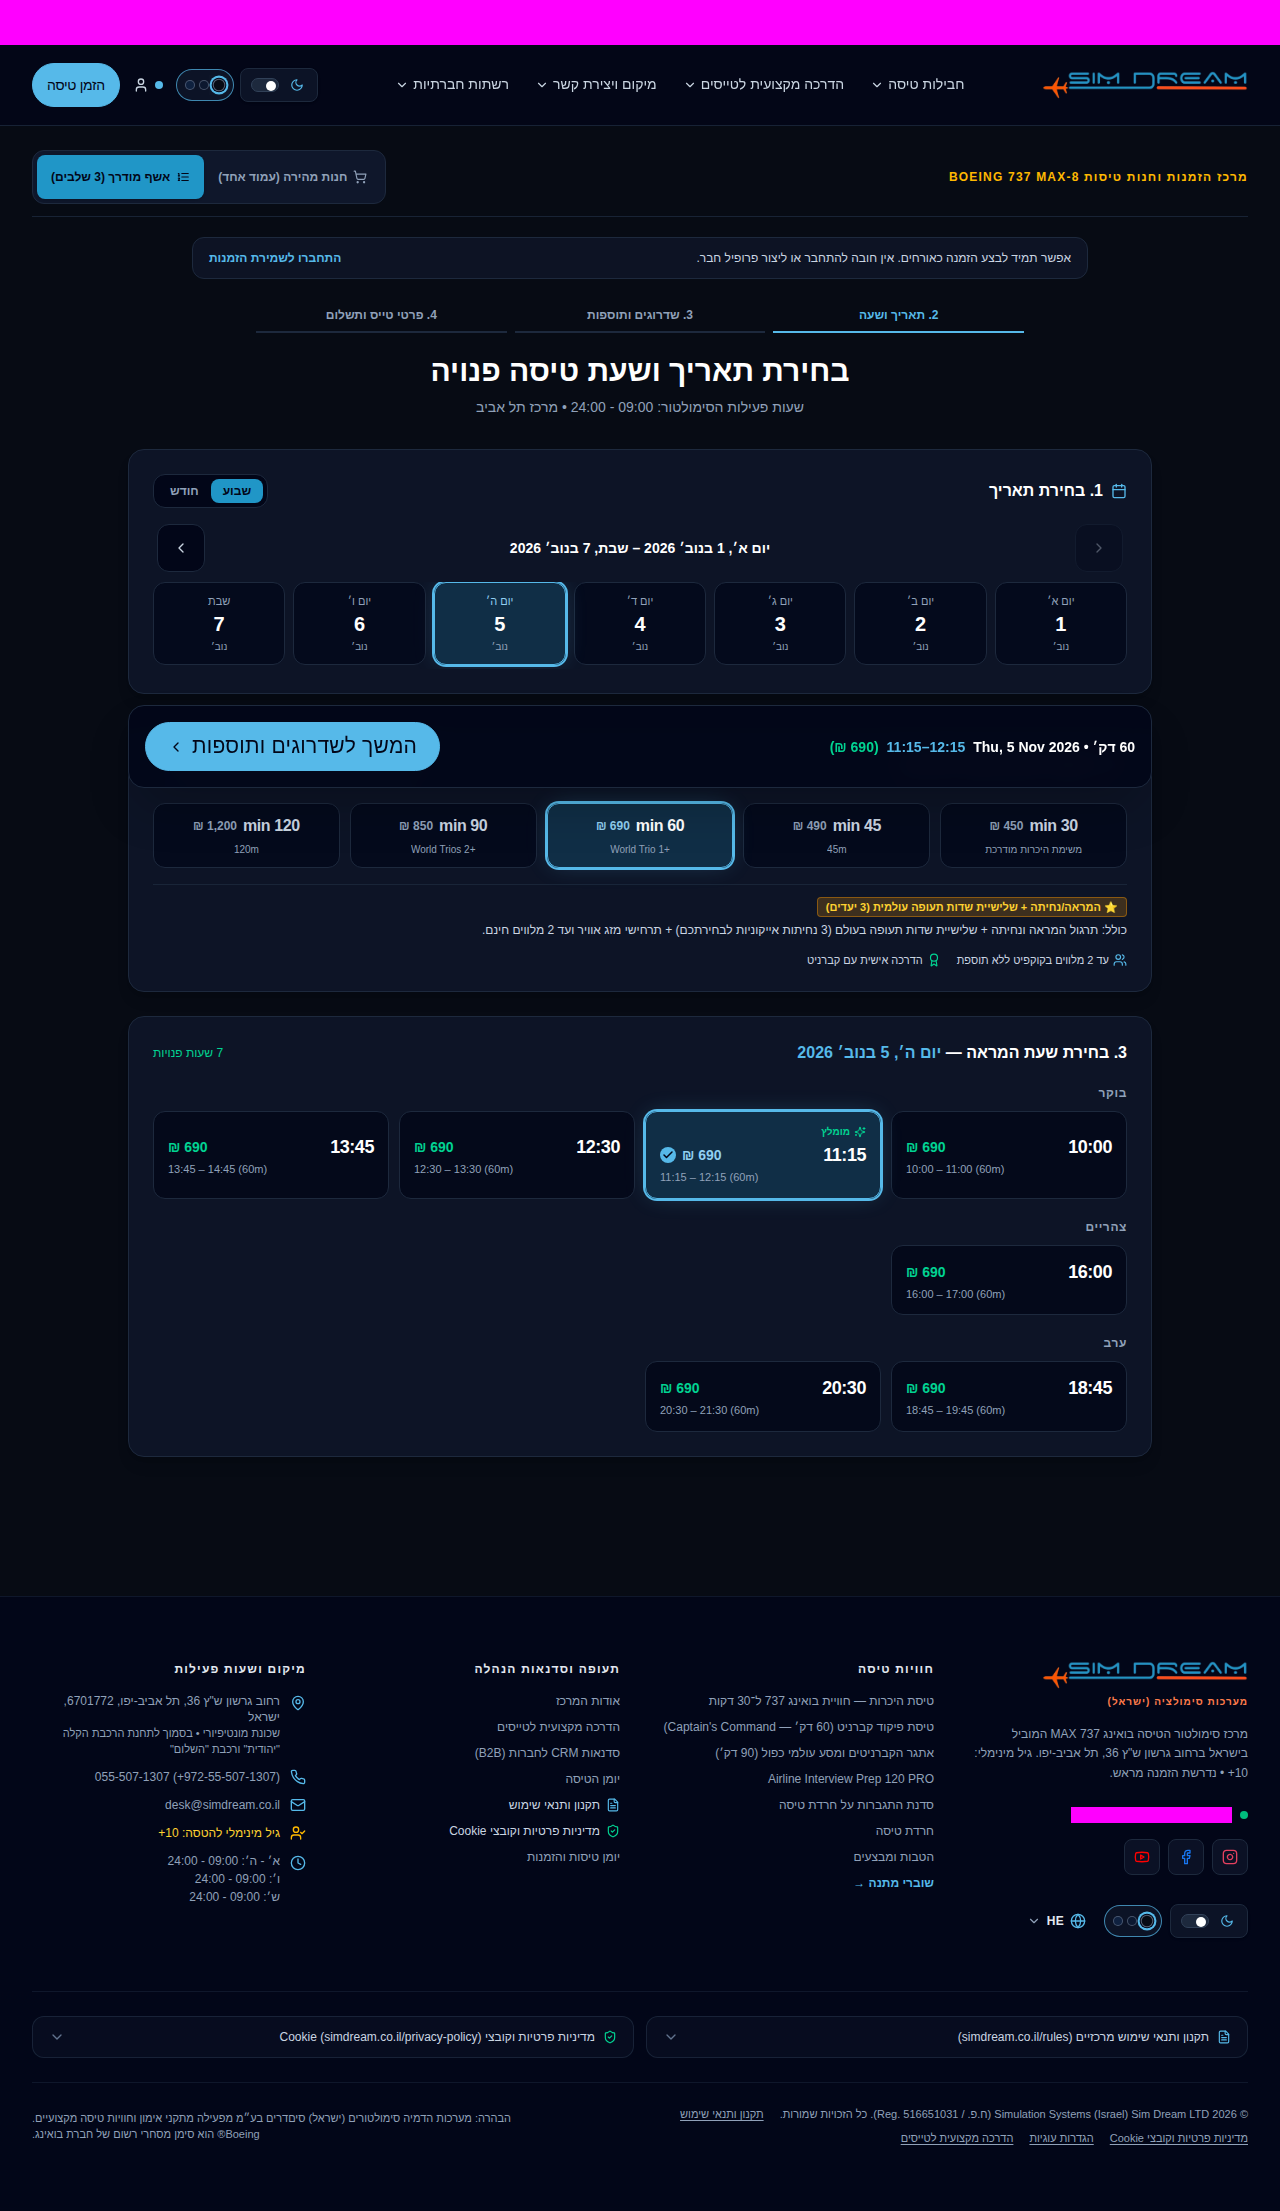 SIM DREAM
חבילות טיסה
הדרכה מקצועית לטייסים
מיקום ויצירת קשר
רשתות חברתיות
הזמן טיסה
מרכז הזמנות וחנות טיסות BOEING 737 MAX-8
חנות מהירה (עמוד אחד)
אשף מודרך (3 שלבים)
אפשר תמיד לבצע הזמנה כאורחים. אין חובה להתחבר או ליצור פרופיל חבר.
התחברו לשמירת הזמנות
2. תאריך ושעה
3. שדרוגים ותוספות
4. פרטי טייס ותשלום
בחירת תאריך ושעת טיסה פנויה
שעות פעילות הסימולטור: 09:00 - 24:00 • מרכז תל אביב
1. בחירת תאריך
שבוע
חודש
יום א׳, 1 בנוב׳ 2026 – שבת, 7 בנוב׳ 2026
יום א׳
1
נוב׳
יום ב׳
2
נוב׳
יום ג׳
3
נוב׳
יום ד׳
4
נוב׳
יום ה׳
5
נוב׳
יום ו׳
6
נוב׳
שבת
7
נוב׳
60 דק׳ • Thu, 5 Nov 2026 11:15–12:15 (690 ₪)
המשך לשדרוגים ותוספות
30 min 450 ₪
משימת היכרות מודרכת
45 min 490 ₪
45m
60 min 690 ₪
World Trio 1+
90 min 850 ₪
World Trios 2+
120 min 1,200 ₪
120m
⭐ המראה/נחיתה + שלישיית שדות תעופה עולמית (3 יעדים)
כולל: תרגול המראה ונחיתה + שלישיית שדות תעופה בעולם (3 נחיתות אייקוניות לבחירתכם) + תרחישי מזג אוויר ועד 2 מלווים חינם.
עד 2 מלווים בקוקפיט ללא תוספת
הדרכה אישית עם קברניט
3. בחירת שעת המראה — יום ה׳, 5 בנוב׳ 2026
7 שעות פנויות
בוקר
10:00
690 ₪
10:00 – 11:00 (60m)
מומלץ
11:15
690 ₪
11:15 – 12:15 (60m)
12:30
690 ₪
12:30 – 13:30 (60m)
13:45
690 ₪
13:45 – 14:45 (60m)
צהריים
16:00
690 ₪
16:00 – 17:00 (60m)
ערב
18:45
690 ₪
18:45 – 19:45 (60m)
20:30
690 ₪
20:30 – 21:30 (60m)
SIM DREAM
מערכות סימולציה (ישראל)
מרכז סימולטור הטיסה בואינג 737 MAX המוביל
בישראל ברחוב גרשון ש"ץ 36, תל אביב-יפו. גיל מינימלי:
10+ • נדרשת הזמנה מראש.
HE
חוויות טיסה
טיסת היכרות — חוויית בואינג 737 ל־30 דקות
טיסת פיקוד קברניט (60 דק׳ — Captain's Command)
אתגר הקברניטים ומסע עולמי כפול (90 דק׳)
Airline Interview Prep 120 PRO
סדנת התגברות על חרדת טיסה
חרדת טיסה
הטבות ומבצעים
שוברי מתנה →
תעופה וסדנאות הנהלה
אודות המרכז
הדרכה מקצועית לטייסים
סדנאות CRM לחברות (B2B)
יומן הטיסה
תקנון ותנאי שימוש
מדיניות פרטיות וקובצי Cookie
יומן טיסות והזמנות
מיקום ושעות פעילות
רחוב גרשון ש"ץ 36, תל אביב-יפו, 6701772,
ישראל
שכונת מונטיפיורי • בסמוך לתחנת הרכבת הקלה
"יהודית" ורכבת "השלום"
055-507-1307 (+972-55-507-1307)
desk@simdream.co.il
גיל מינימלי להטסה: 10+
א׳ - ה׳: 09:00 - 24:00
ו׳: 09:00 - 24:00
ש׳: 09:00 - 24:00
תקנון ותנאי שימוש מרכזיים (simdream.co.il/rules)
מדיניות פרטיות וקובצי Cookie (simdream.co.il/privacy-policy)
© 2026 Simulation Systems (Israel) Sim Dream LTD (ח.פ. / Reg. 516651031). כל הזכויות שמורות.
תקנון ותנאי שימוש
מדיניות פרטיות וקובצי Cookie
הגדרות עוגיות
הדרכה מקצועית לטייסים
הבהרה: מערכות הדמיה סימולטורים (ישראל) סימדרים בע"מ מפעילה מתקני אימון וחוויות טיסה מקצועיים.
Boeing® הוא סימן מסחרי רשום של חברת בואינג.